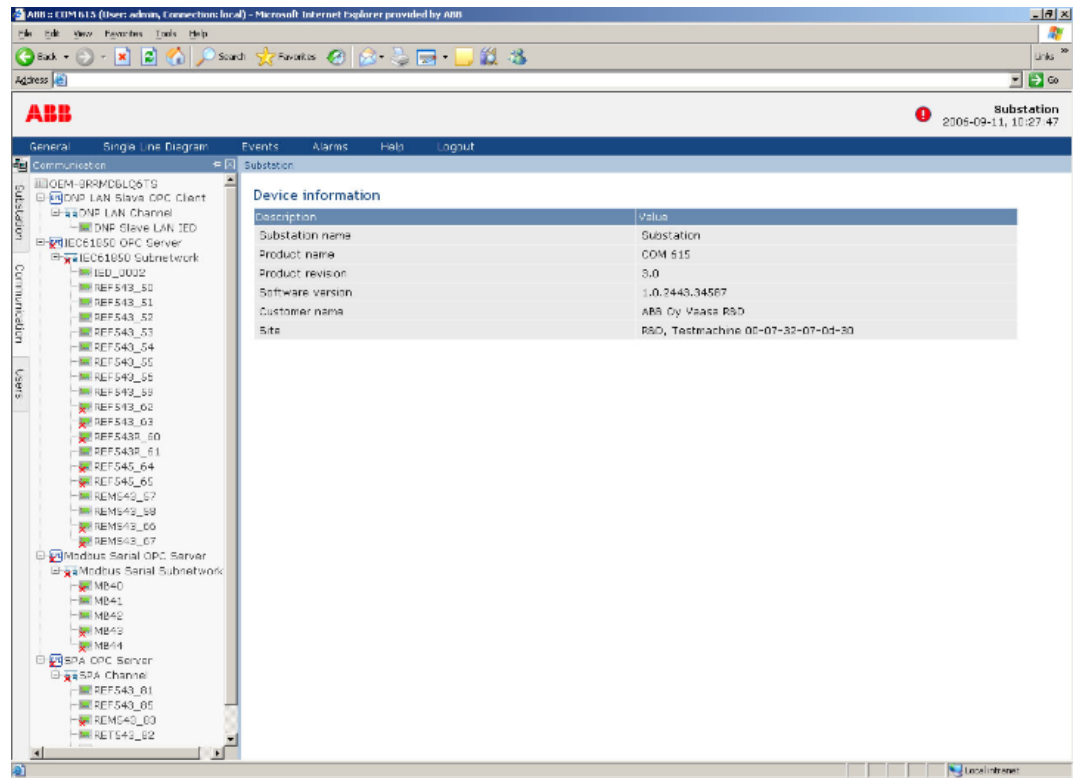 ABB :: COM 615 (User: admin, Connection: local) - Microsoft Internet Explorer provided by ABB
File Edit View Favorites Tools Help
Back Search Favorites Links
Address Go
ABB
Substation
2006-09-11, 10:27:47
General Single Line Diagram Events Alarms Help Logout
Communication
Substation
Substation
Communication
Users
DNP LAN Slave OPC Client
DNP LAN Channel
DNP Slave LAN IED
IEC61850 OPC Server
IEC61850 Subnetwork
IED_0002
REF543_50
REF543_51
REF543_52
REF543_53
REF543_54
REF543_55
REF543_56
REF543_59
REF543_62
REF543_63
REF543R_60
REF543R_61
REF545_64
REF545_65
REM543_57
REM543_58
REM543_66
REM543_67
Modbus Serial OPC Server
Modbus Serial Subnetwork
MB40
MB41
MB42
MB43
MB44
SPA OPC Server
SPA Channel
REF543_81
REF543_85
REM543_83
RET543_82
Device information
Description Value
Substation name Substation
Product name COM 615
Product revision 3.0
Software version 1.0.2443.34587
Customer name ABB Oy Vaasa R&D
Site R&D, Testmachine 00-07-32-07-0d-30
Local intranet